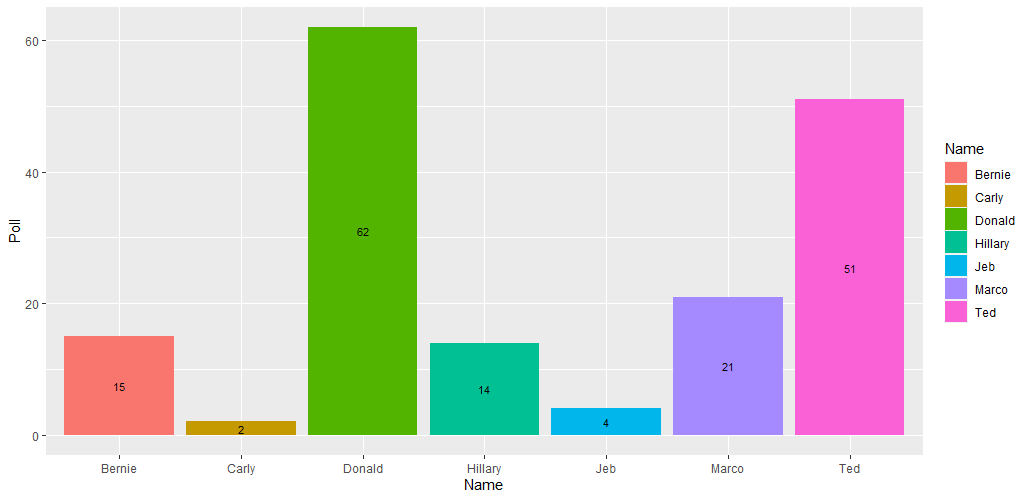 Poll
60
40
20
0
15
2
62
14
4
21
51
Bernie
Carly
Donald
Hillary
Jeb
Marco
Ted
Name
Name
Bernie
Carly
Donald
Hillary
Jeb
Marco
Ted